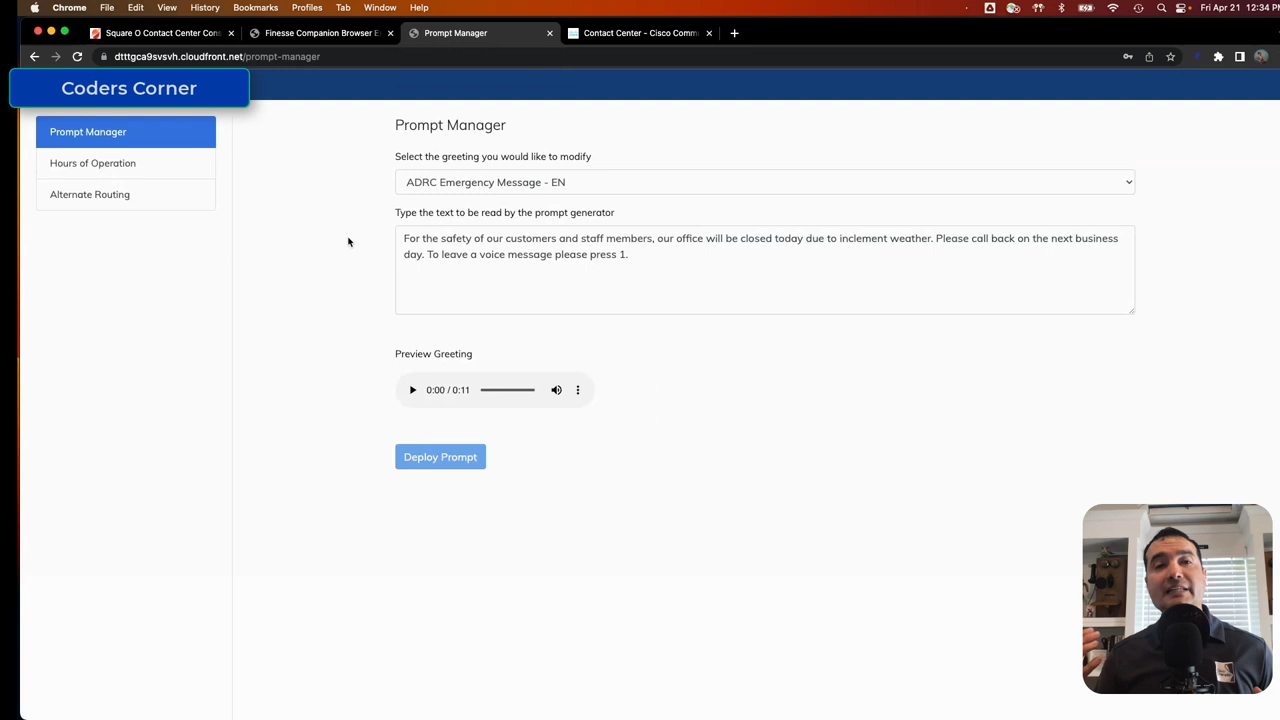 Chrome File Edit View History Bookmarks Profiles Tab Window Help Fri Apr 21 12:34 PM
Square O Contact Center Cons Finesse Companion Browser E Prompt Manager Contact Center - Cisco Comm
dtttgca9svsvh.cloudfront.net/prompt-manager
Coders Corner
Prompt Manager
Hours of Operation
Alternate Routing
Prompt Manager
Select the greeting you would like to modify
ADRC Emergency Message - EN
Type the text to be read by the prompt generator
For the safety of our customers and staff members, our office will be closed today due to inclement weather. Please call back on the next business
day. To leave a voice message please press 1.
Preview Greeting
0:00 / 0:11
Deploy Prompt